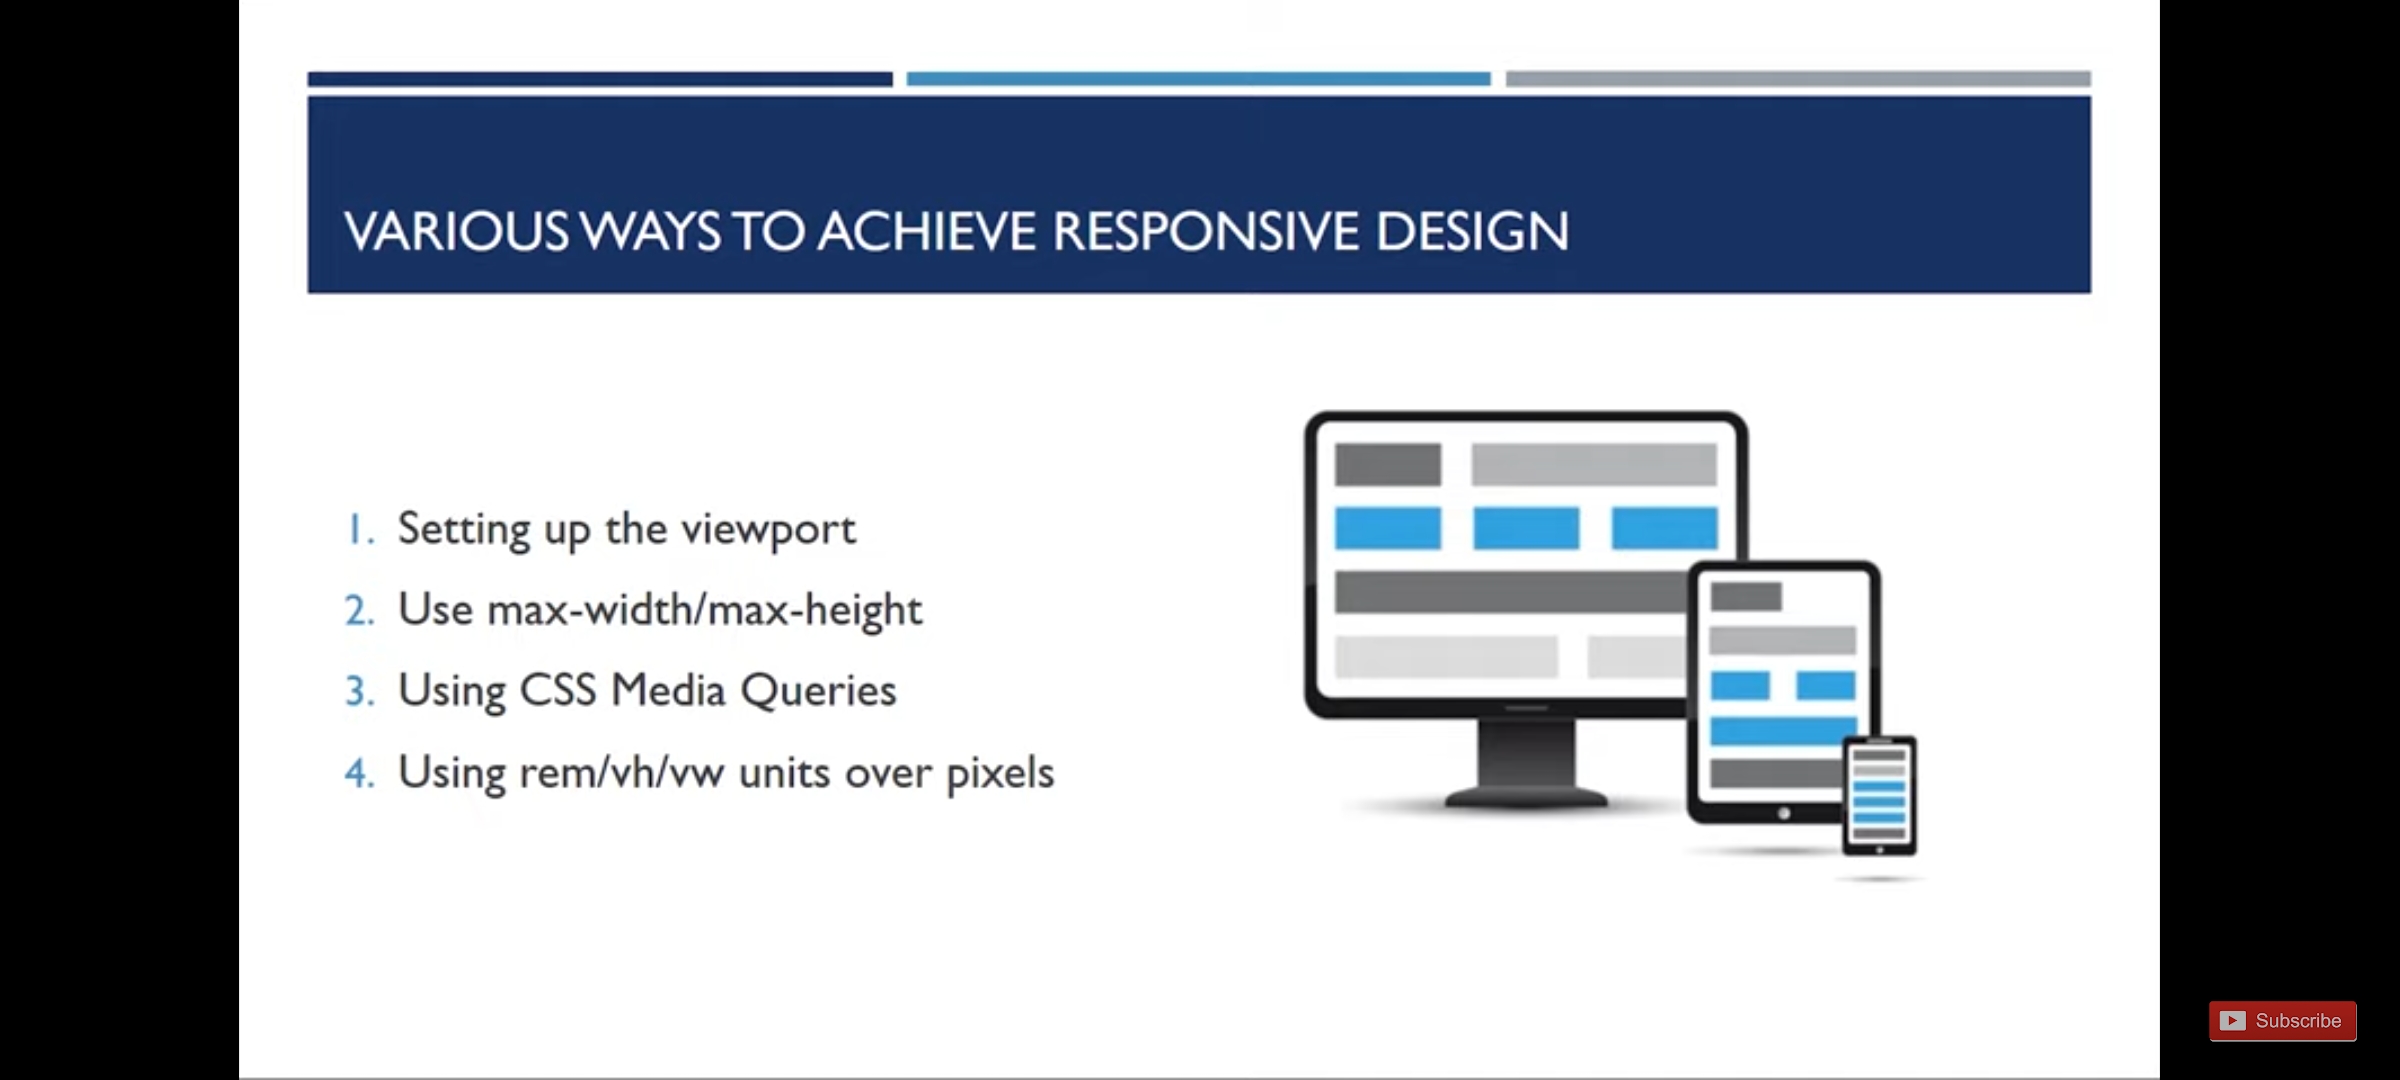 VARIOUS WAYS TO ACHIEVE RESPONSIVE DESIGN
1. Setting up the viewport
2. Use max-width/max-height
3. Using CSS Media Queries
4. Using rem/vh/vw units over pixels
Subscribe